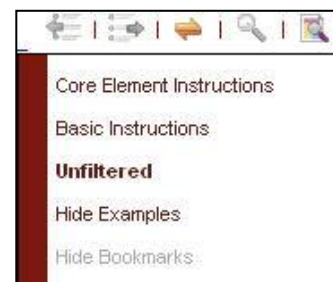 Core Element Instructions
Basic Instructions
Unfiltered
Hide Examples
Hide Bookmarks